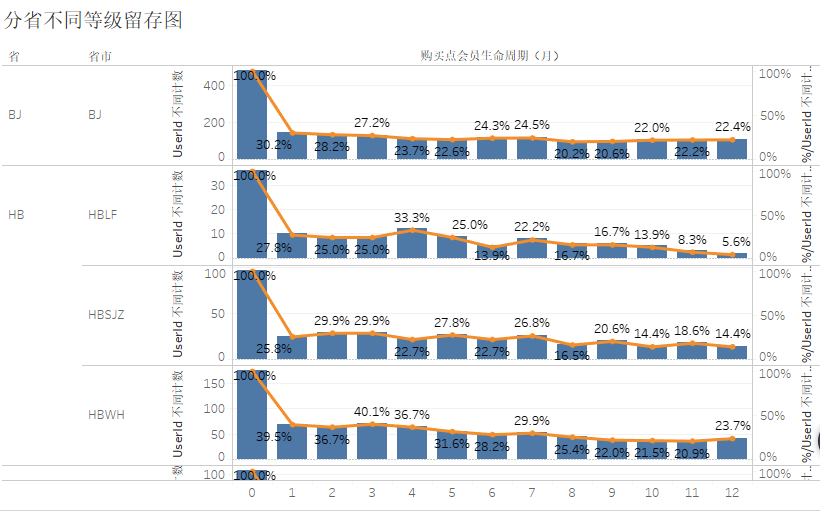 分省不同等级留存图
省 省市 购买点会员生命周期（月）
BJ BJ UserId 不同计数 400 200 0 100.0% 30.2% 28.2% 27.2% 23.7% 22.6% 24.3% 24.5% 20.2% 20.6% 22.0% 22.2% 22.4% 100% 50% 0% %/UserId 不同计..
HB HBLF UserId 不同计数 30 20 10 0 100.0% 27.8% 25.0% 25.0% 33.3% 25.0% 13.9% 22.2% 16.7% 16.7% 13.9% 8.3% 5.6% 100% 50% 0% %/UserId 不同计..
HBSJZ UserId 不同计数 100 50 0 100.0% 25.8% 29.9% 29.9% 22.7% 27.8% 22.7% 26.8% 16.5% 20.6% 14.4% 18.6% 14.4% 100% 50% 0% %/UserId 不同计..
HBWH UserId 不同计数 150 100 50 0 100.0% 39.5% 36.7% 40.1% 36.7% 31.6% 28.2% 29.9% 25.4% 22.0% 21.5% 20.9% 23.7% 100% 50% 0% %/UserId 不同计..
100 100.0% 100%
0 1 2 3 4 5 6 7 8 9 10 11 12